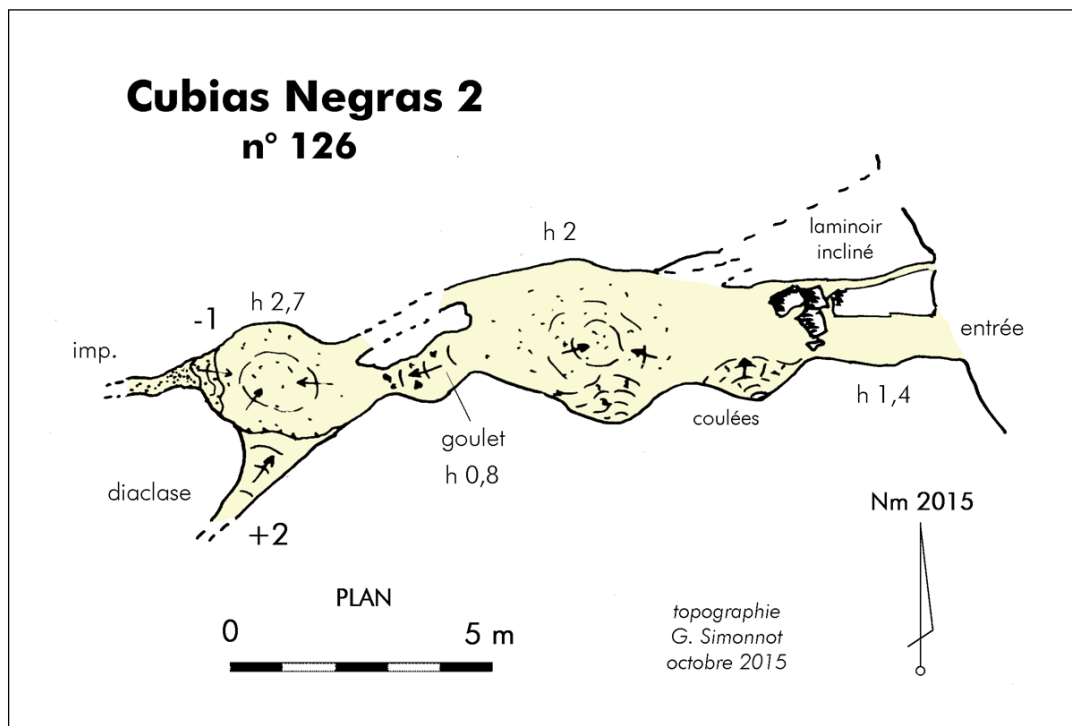 Cubias Negras 2
n° 126
laminoir
incliné
h 2
h 2,7
-1
imp.
entrée
h 1,4
coulées
goulet
h 0,8
diaclase
+2
Nm 2015
PLAN
0 5 m
topographie
G. Simonnot
octobre 2015